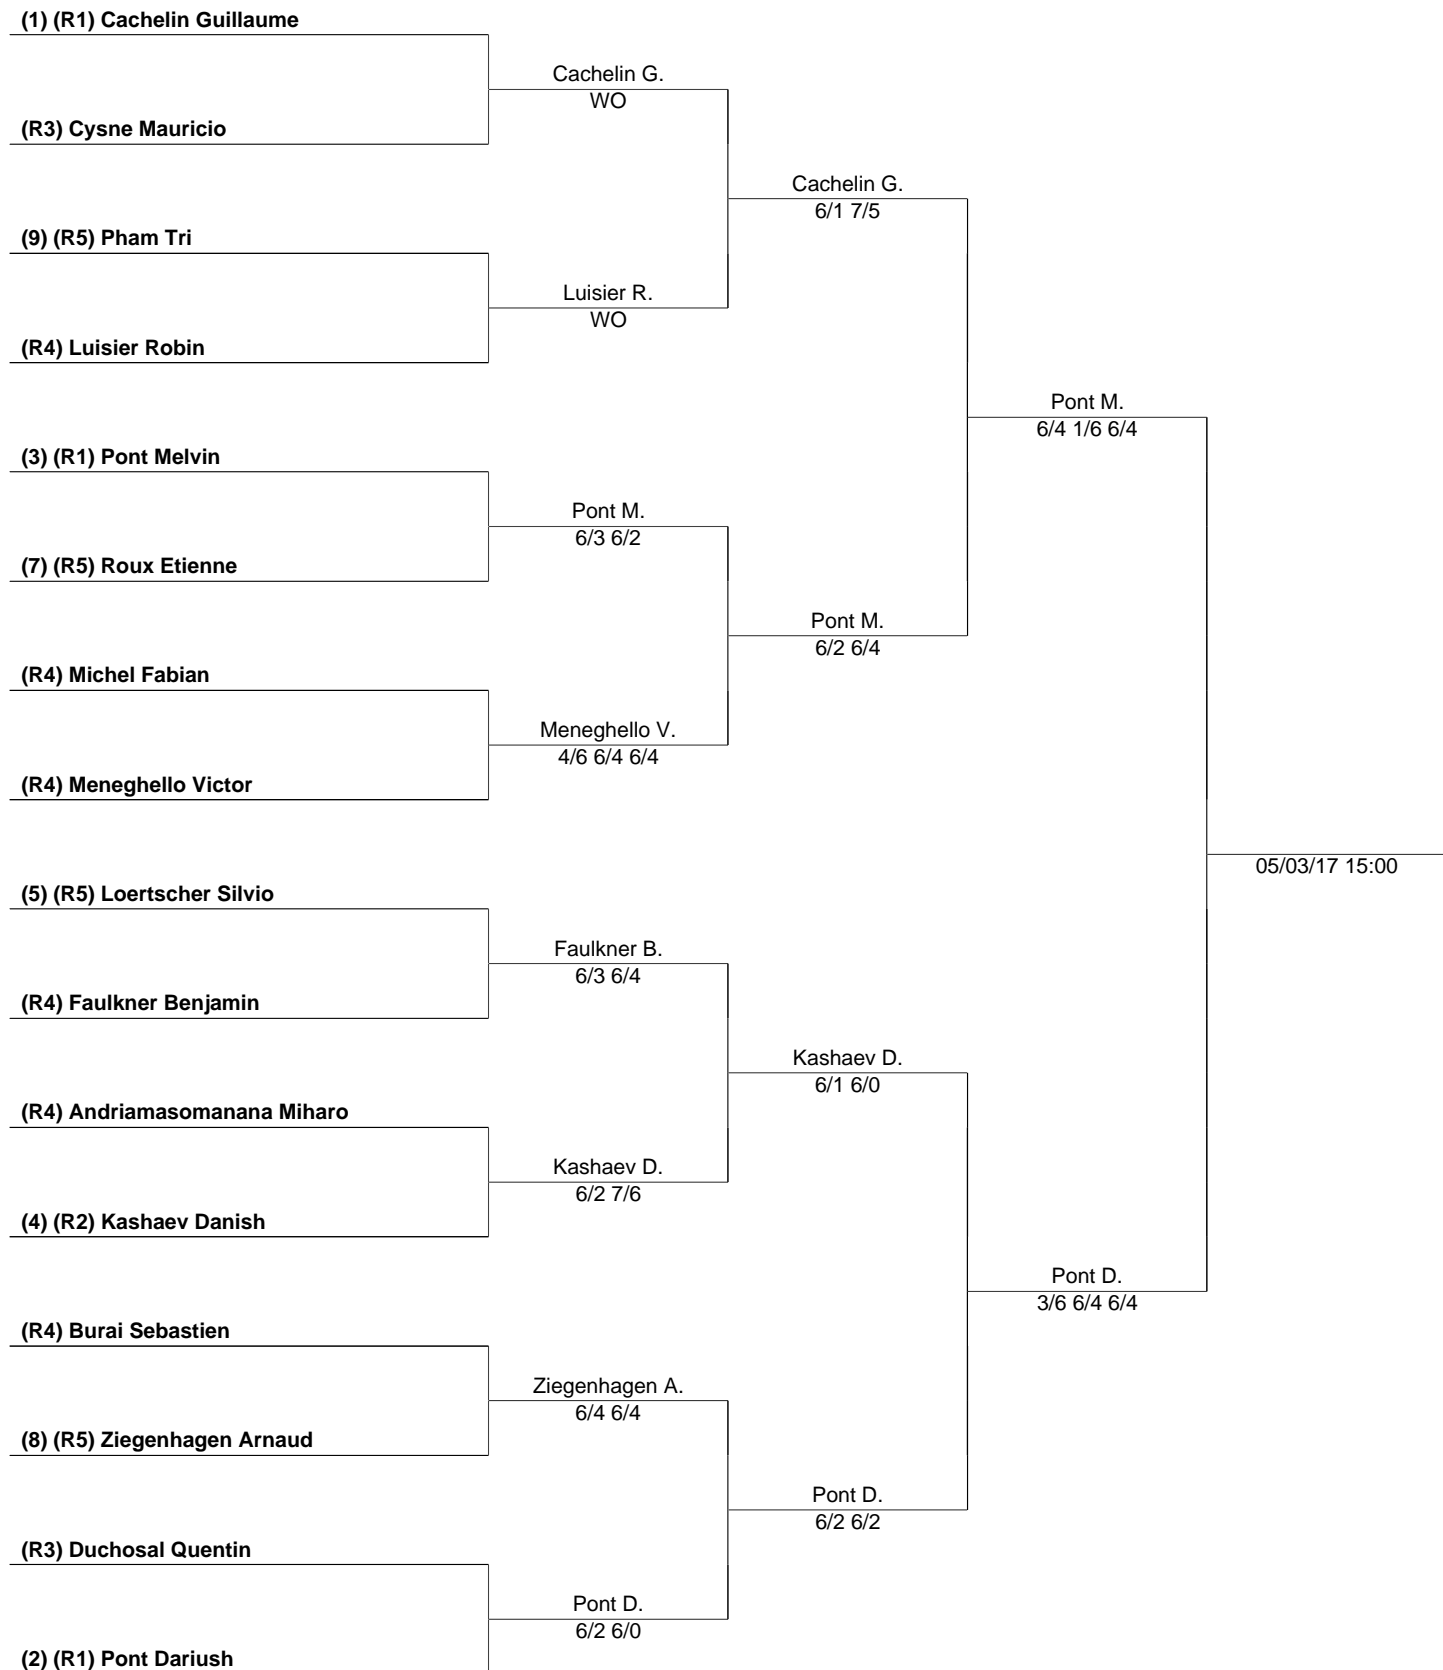 (1) (R1) Cachelin Guillaume
Cachelin G.
WO
(R3) Cysne Mauricio
Cachelin G.
6/1 7/5
(9) (R5) Pham Tri
Luisier R.
WO
(R4) Luisier Robin
Pont M.
6/4 1/6 6/4
(3) (R1) Pont Melvin
Pont M.
6/3 6/2
(7) (R5) Roux Etienne
Pont M.
6/2 6/4
(R4) Michel Fabian
Meneghello V.
4/6 6/4 6/4
(R4) Meneghello Victor
05/03/17 15:00
(5) (R5) Loertscher Silvio
Faulkner B.
6/3 6/4
(R4) Faulkner Benjamin
Kashaev D.
6/1 6/0
(R4) Andriamasomanana Miharo
Kashaev D.
6/2 7/6
(4) (R2) Kashaev Danish
Pont D.
3/6 6/4 6/4
(R4) Burai Sebastien
Ziegenhagen A.
6/4 6/4
(8) (R5) Ziegenhagen Arnaud
Pont D.
6/2 6/2
(R3) Duchosal Quentin
Pont D.
6/2 6/0
(2) (R1) Pont Dariush